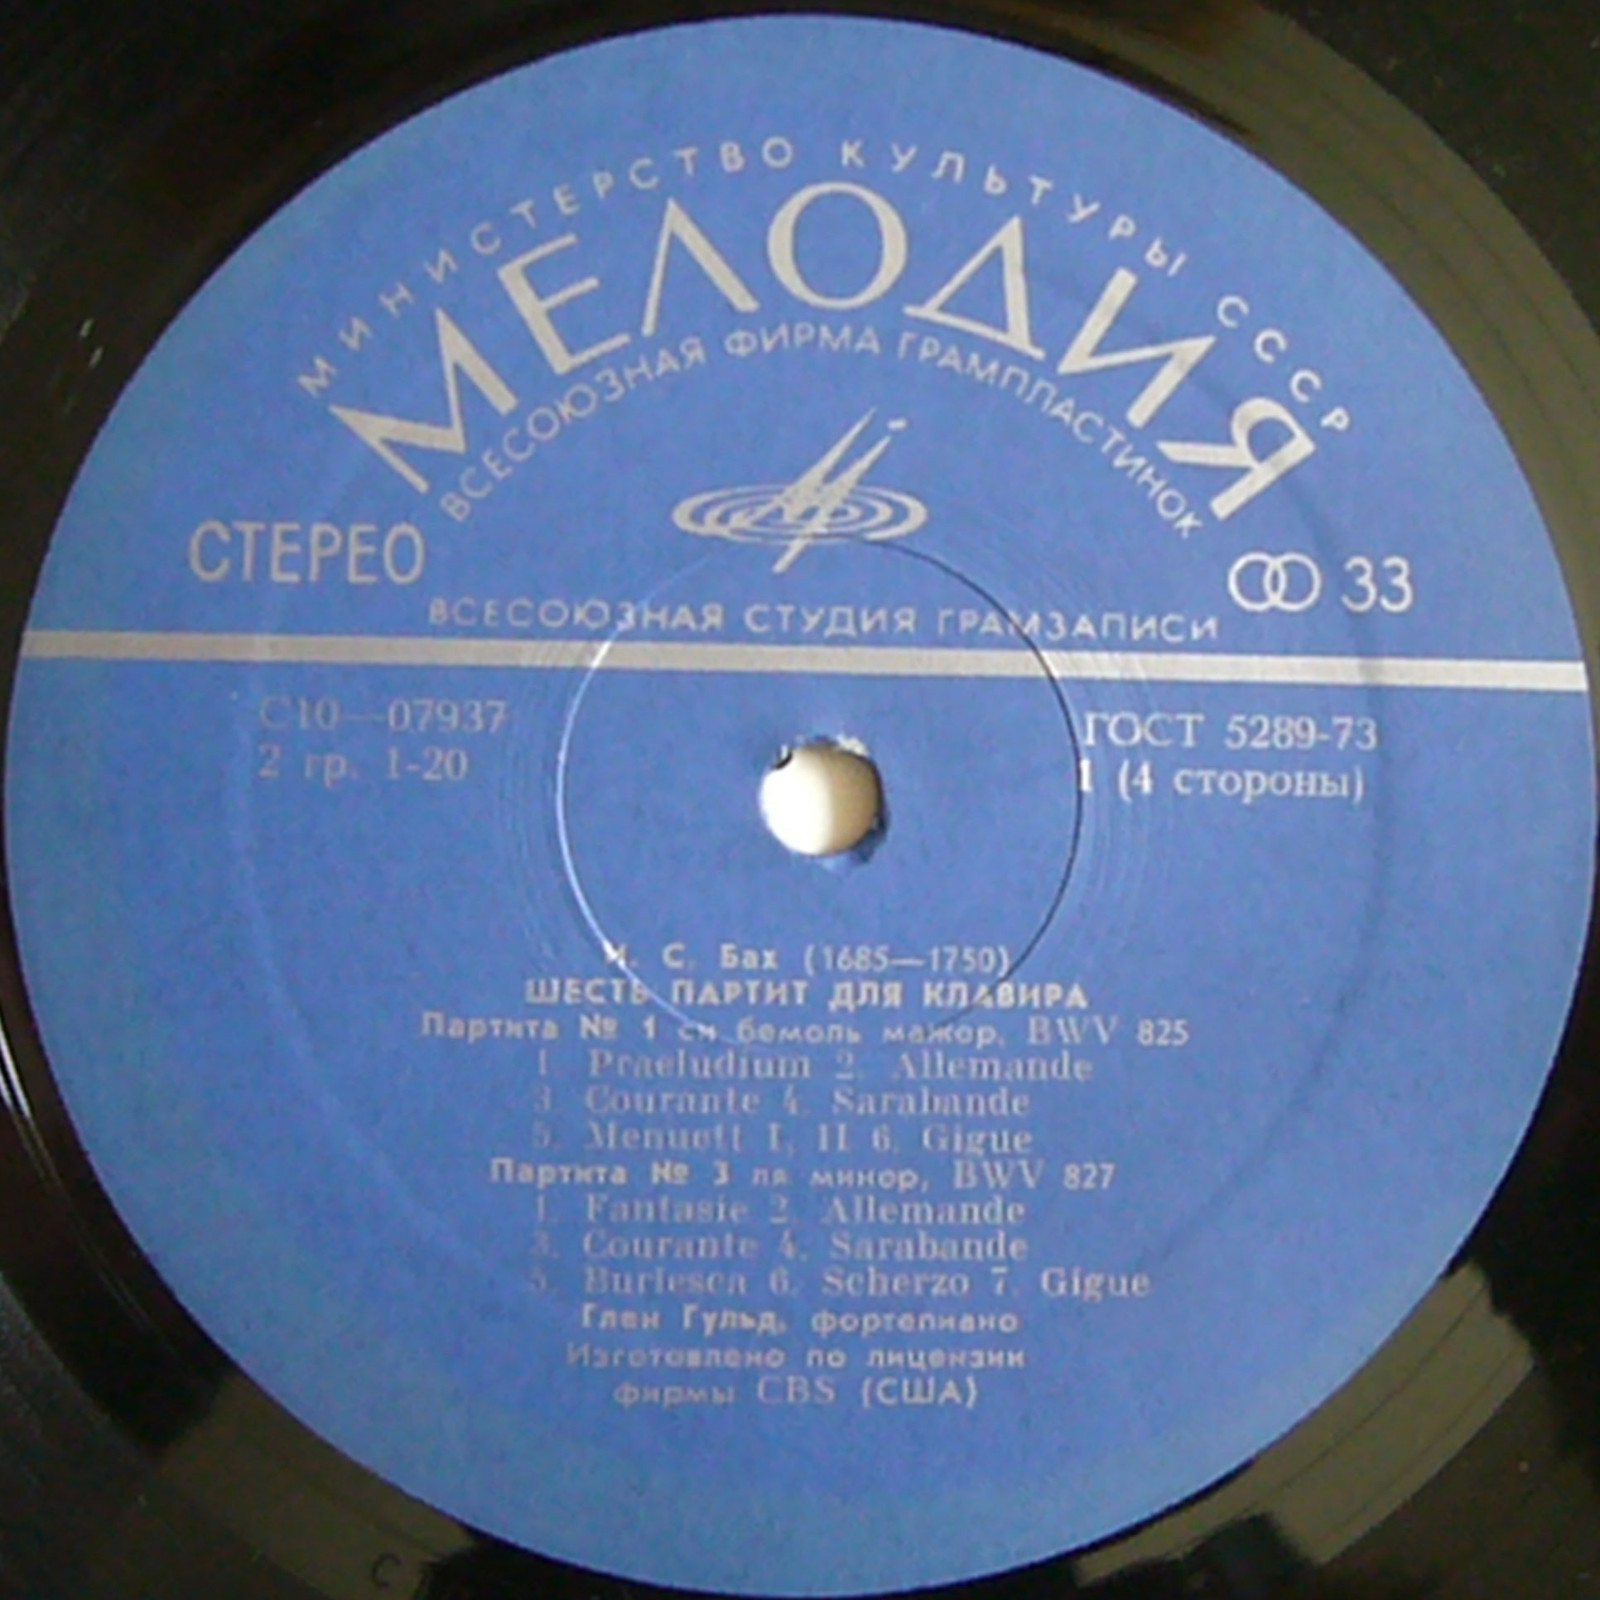 МИНИСТЕРСТВО КУЛЬТУРЫ СССР
МЕЛОДИЯ
ВСЕСОЮЗНАЯ ФИРМА ГРАМПЛАСТИНОК
СТЕРЕО
33
ВСЕСОЮЗНАЯ СТУДИЯ ГРАМЗАПИСИ
С10—07937
ГОСТ 5289-73
2 гр. 1-20
1 (4 стороны)
И. С. Бах (1685—1750)
ШЕСТЬ ПАРТИТ ДЛЯ КЛАВИРА
Партита № 1 си бемоль мажор, BWV 825
1. Praeludium 2. Allemande
3. Courante 4. Sarabande
5. Menuett I, II 6. Gigue
Партита № 3 ля минор, BWV 827
1. Fantasie 2. Allemande
3. Courante 4. Sarabande
5. Burlesca 6. Scherzo 7. Gigue
Глен Гульд, фортепиано
Изготовлено по лицензии
фирмы CBS (США)